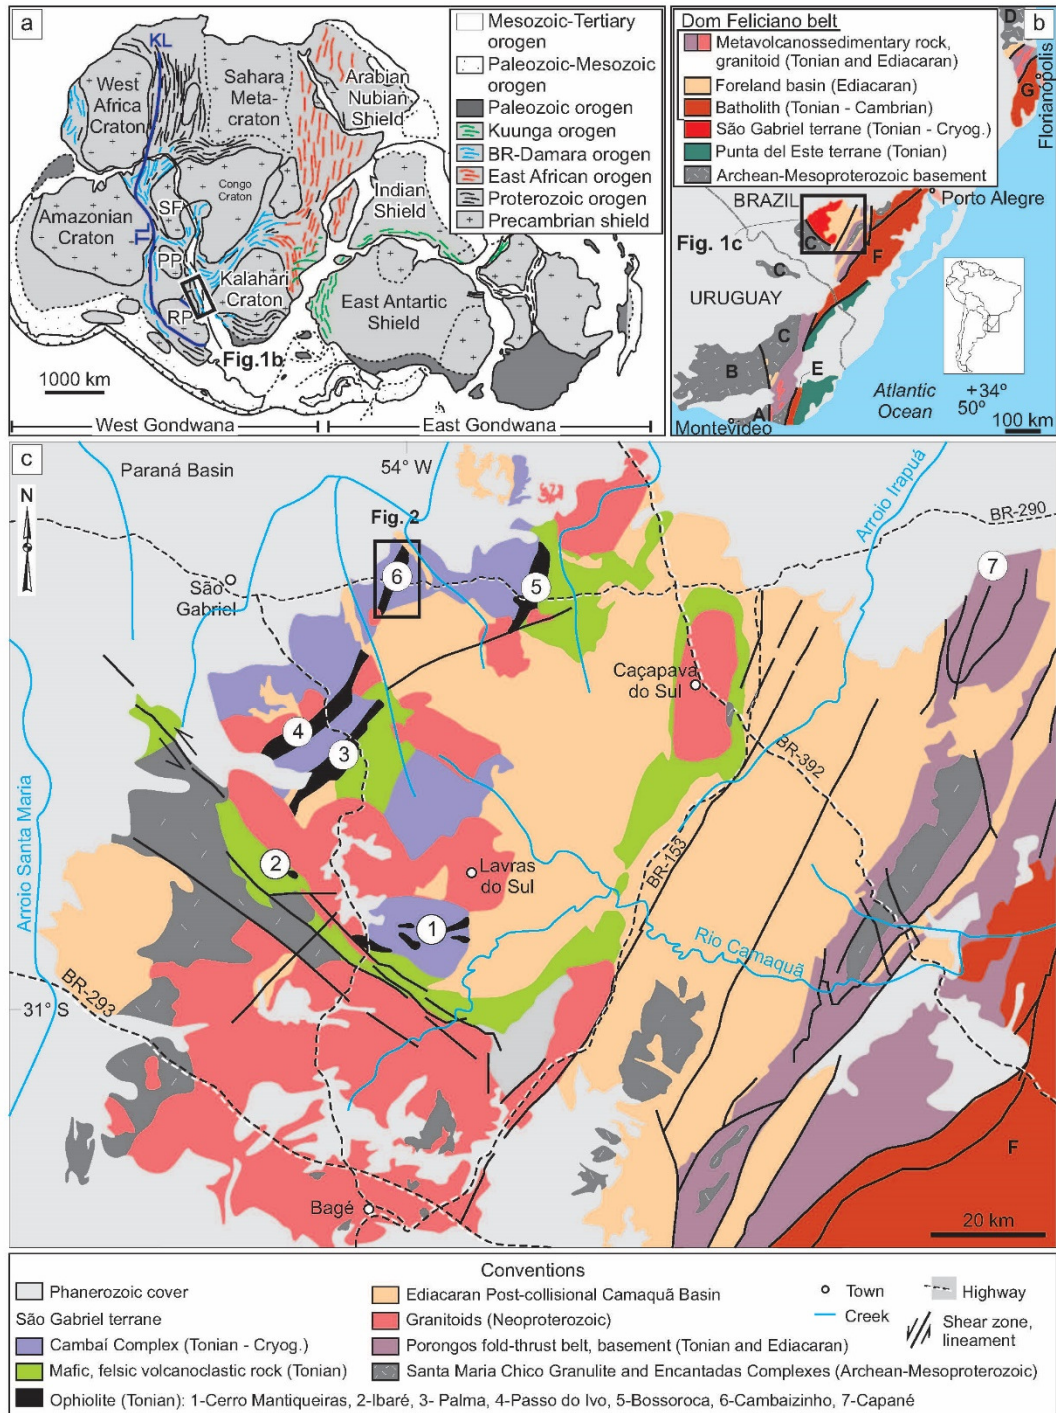 a
KL
West
Africa
Craton
Sahara
Meta-
craton
Arabian
Nubian
Shield
Amazonian
Craton
SF
Congo
Craton
TL
PP
RP
Kalahari
Craton
Indian
Shield
East Antartic
Shield
Fig.1b
1000 km
West Gondwana
East Gondwana
Mesozoic-Tertiary
orogen
Paleozoic-Mesozoic
orogen
Paleozoic orogen
Kuunga orogen
BR-Damara orogen
East African orogen
Proterozoic orogen
Precambrian shield
b
Dom Feliciano belt
Metavolcanossedimentary rock,
granitoid (Tonian and Ediacaran)
Foreland basin (Ediacaran)
Batholith (Tonian - Cambrian)
São Gabriel terrane (Tonian - Cryog.)
Punta del Este terrane (Tonian)
Archean-Mesoproterozoic basement
D
G
Florianópolis
BRAZIL
Porto Alegre
Fig. 1c
C
F
C
URUGUAY
C
B
E
A
Montevideo
Atlantic
Ocean
+34º
50º
100 km
c
Paraná Basin
54° W
N
Fig. 2
Arroio Irapuá
BR-290
São
Gabriel
6
5
7
Caçapava
do Sul
4
3
BR-392
Arroio Santa Maria
2
Lavras
do Sul
BR-153
1
Rio Camaquã
31° S
BR-293
Bagé
F
20 km
Conventions
Phanerozoic cover
São Gabriel terrane
Cambaí Complex (Tonian - Cryog.)
Mafic, felsic volcanoclastic rock (Tonian)
Ediacaran Post-collisional Camaquã Basin
Granitoids (Neoproterozoic)
Porongos fold-thrust belt, basement (Tonian and Ediacaran)
Santa Maria Chico Granulite and Encantadas Complexes (Archean-Mesoproterozoic)
Town
Creek
Highway
Shear zone,
lineament
Ophiolite (Tonian): 1-Cerro Mantiqueiras, 2-Ibaré, 3- Palma, 4-Passo do Ivo, 5-Bossoroca, 6-Cambaizinho, 7-Capané